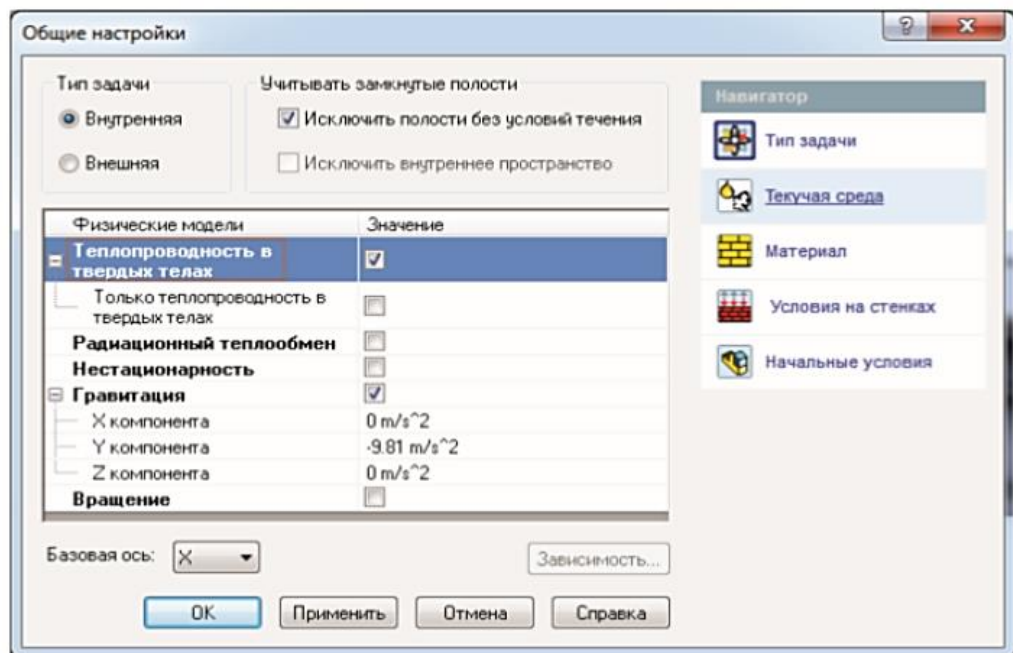 Общие настройки
Тип задачи
Внутренняя
Внешняя
Учитывать замкнутые полости
Исключить полости без условий течения
Исключить внутреннее пространство
Физические модели Значение
Теплопроводность в
твердых телах
Только теплопроводность в
твердых телах
Радиационный теплообмен
Нестационарность
Гравитация
X компонента 0 m/s^2
Y компонента -9.81 m/s^2
Z компонента 0 m/s^2
Вращение
Базовая ось: X
Зависимость...
OK Применить Отмена Справка
Навигатор
Тип задачи
Текучая среда
Материал
Условия на стенках
Начальные условия